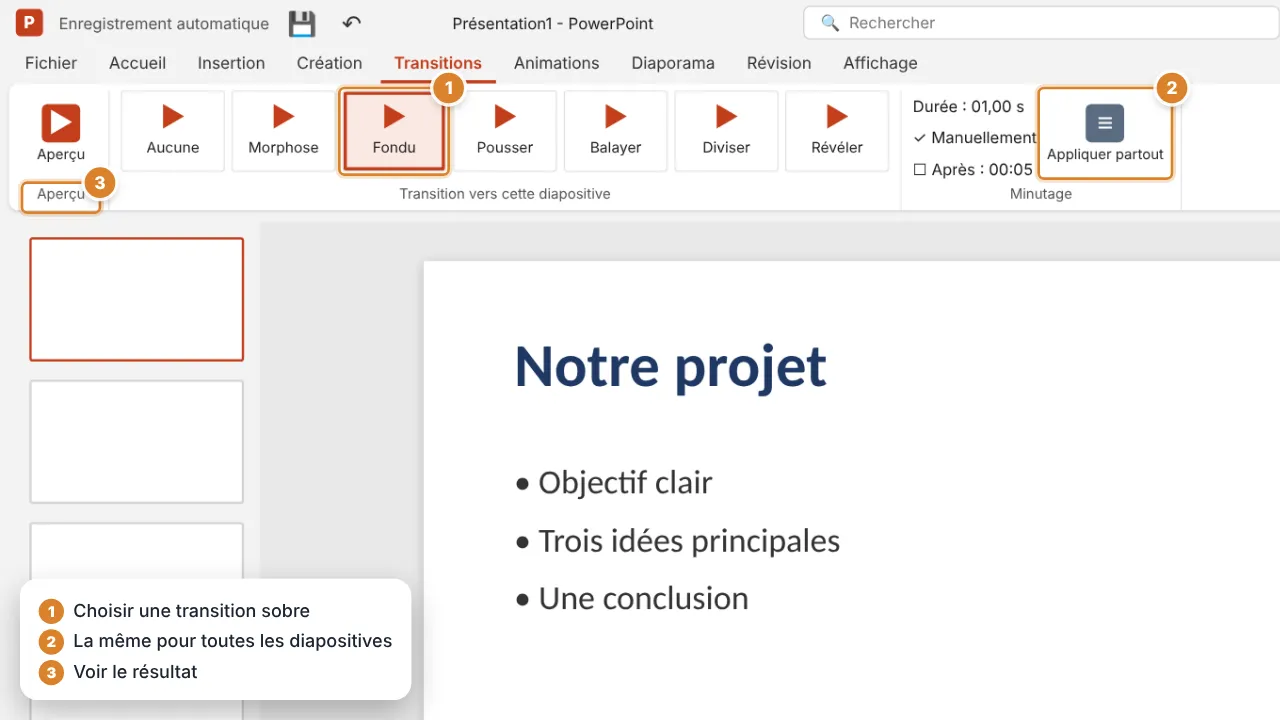 P Enregistrement automatique Présentation1 - PowerPoint Rechercher
Fichier Accueil Insertion Création Transitions Animations Diaporama Révision Affichage
1
2
Durée : 01,00 s
✓ Manuellement
☐ Après : 00:05
Aperçu Aucune Morphose Fondu Pousser Balayer Diviser Révéler Appliquer partout
3
Aperçu Transition vers cette diapositive Minutage
Notre projet
• Objectif clair
• Trois idées principales
• Une conclusion
1 Choisir une transition sobre
2 La même pour toutes les diapositives
3 Voir le résultat